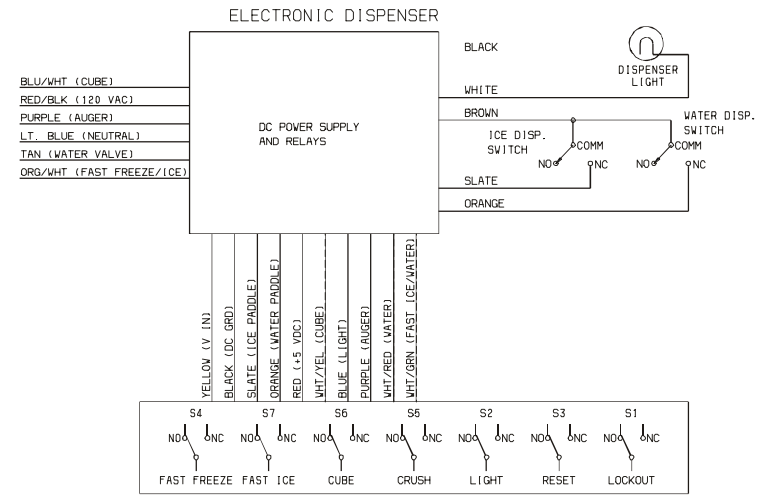 ELECTRONIC DISPENSER
BLU/WHT (CUBE)
RED/BLK (120 VAC)
PURPLE (AUGER)
LT. BLUE (NEUTRAL)
TAN (WATER VALVE)
ORG/WHT (FAST FREEZE/ICE)
DC POWER SUPPLY
AND RELAYS
BLACK
WHITE
BROWN
SLATE
ORANGE
DISPENSER
LIGHT
ICE DISP.
SWITCH
COMM
NO
NC
WATER DISP.
SWITCH
COMM
NO
NC
YELLOW (V IN)
BLACK (DC GRD)
SLATE (ICE PADDLE)
ORANGE (WATER PADDLE)
RED (+5 VDC)
WHT/YEL (CUBE)
BLUE (LIGHT)
PURPLE (AUGER)
WHT/RED (WATER)
WHT/GRN (FAST ICE/WATER)
S4 S7 S6 S5 S2 S3 S1
NO NC NO NC NO NC NO NC NO NC NO NC NO NC
FAST FREEZE FAST ICE CUBE CRUSH LIGHT RESET LOCKOUT